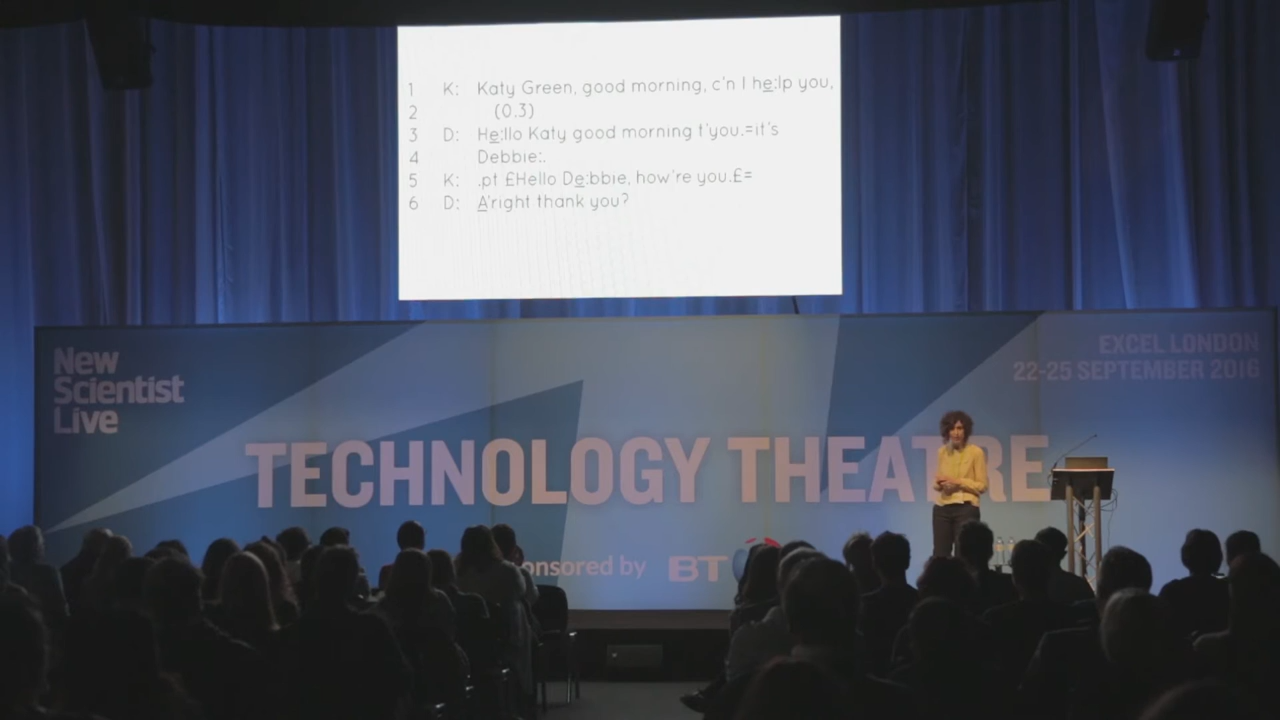 1 K: Katy Green, good morning, c'n I he:lp you,
2 (0.3)
3 D: He:llo Katy good morning t'you.=it's
4 Debbie:.
5 K: .pt £Hello De:bbie, how're you.£=
6 D: A'right thank you?
New
Scientist
Live
EXCEL LONDON
22-25 SEPTEMBER 2016
TECHNOLOGY THEATRE
onsored by BT